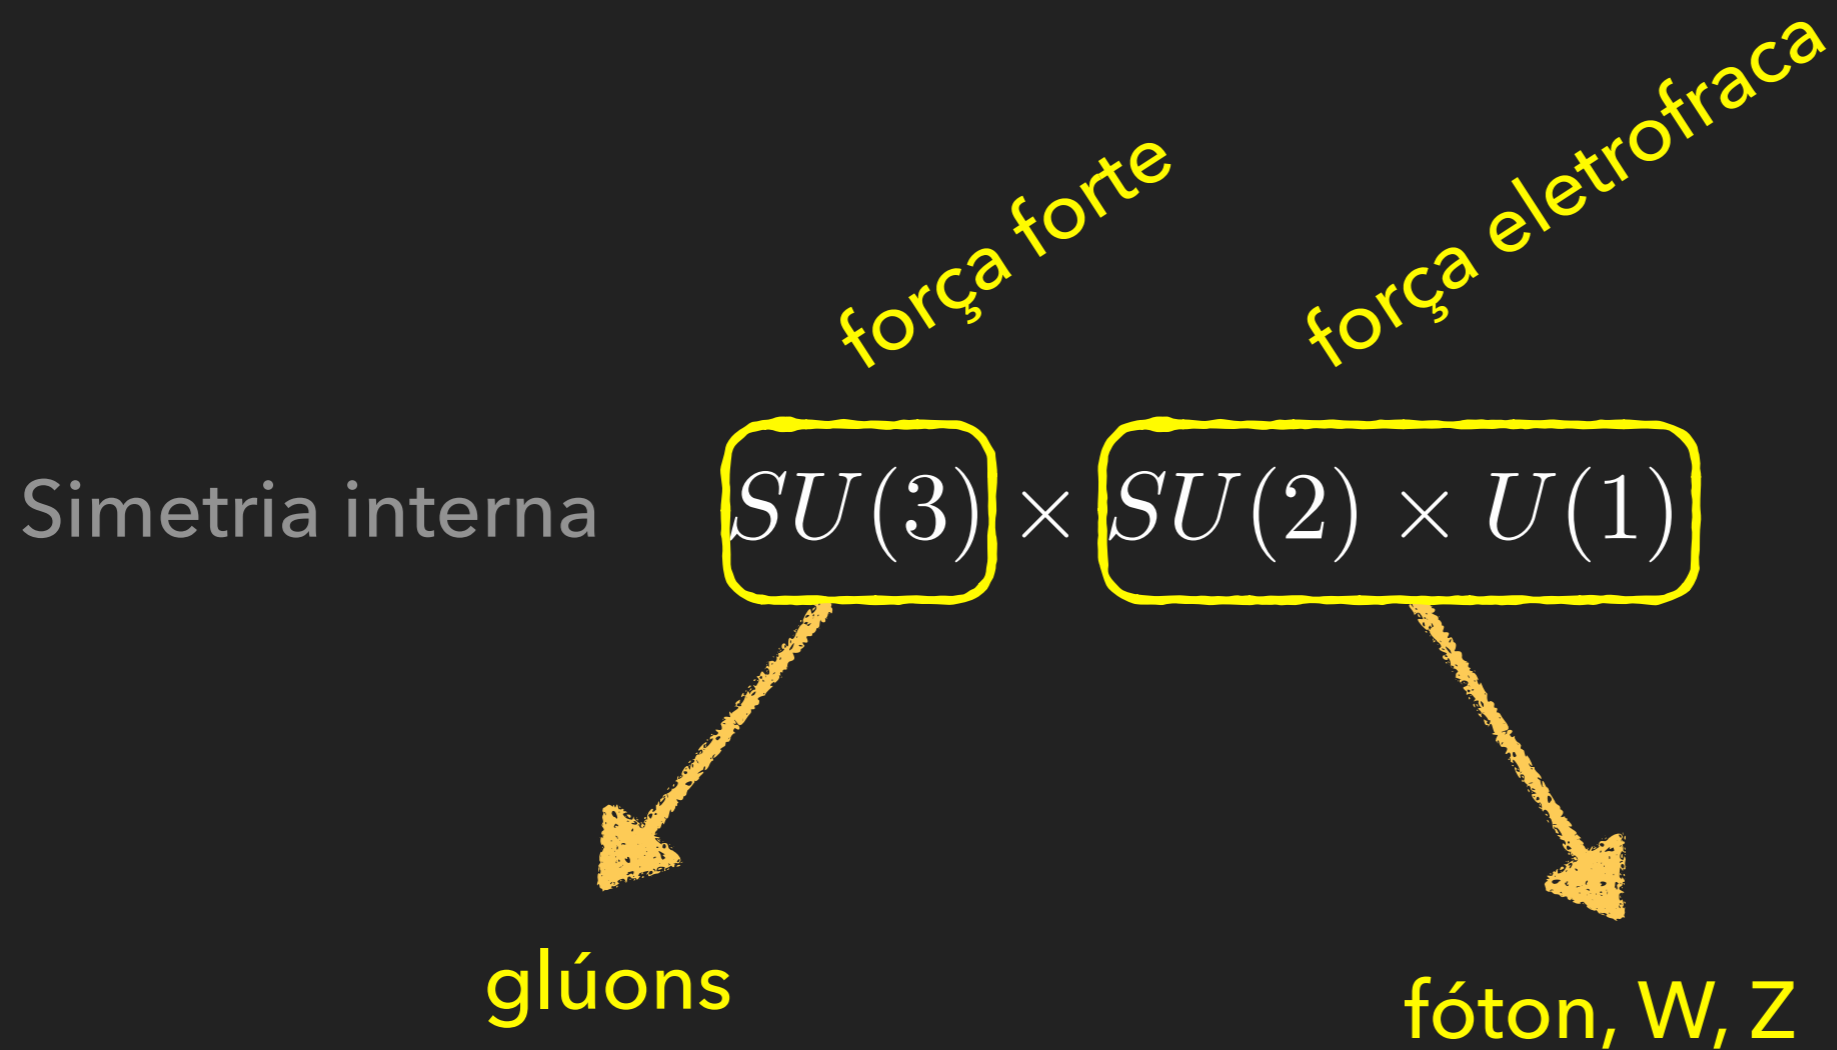 força forte
força eletrofraca
Simetria interna SU(3) × SU(2) × U(1)
glúons
fóton, W, Z